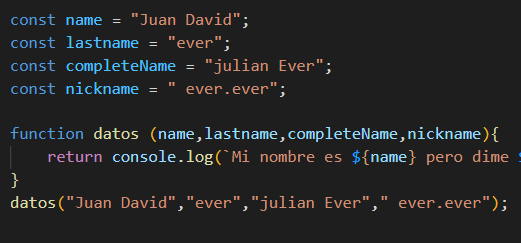 const name = "Juan David";
const lastname = "ever";
const completeName = "julian Ever";
const nickname = " ever.ever";
function datos (name,lastname,completeName,nickname){
return console.log(`Mi nombre es ${name} pero dime $
}
datos("Juan David","ever","julian Ever"," ever.ever");